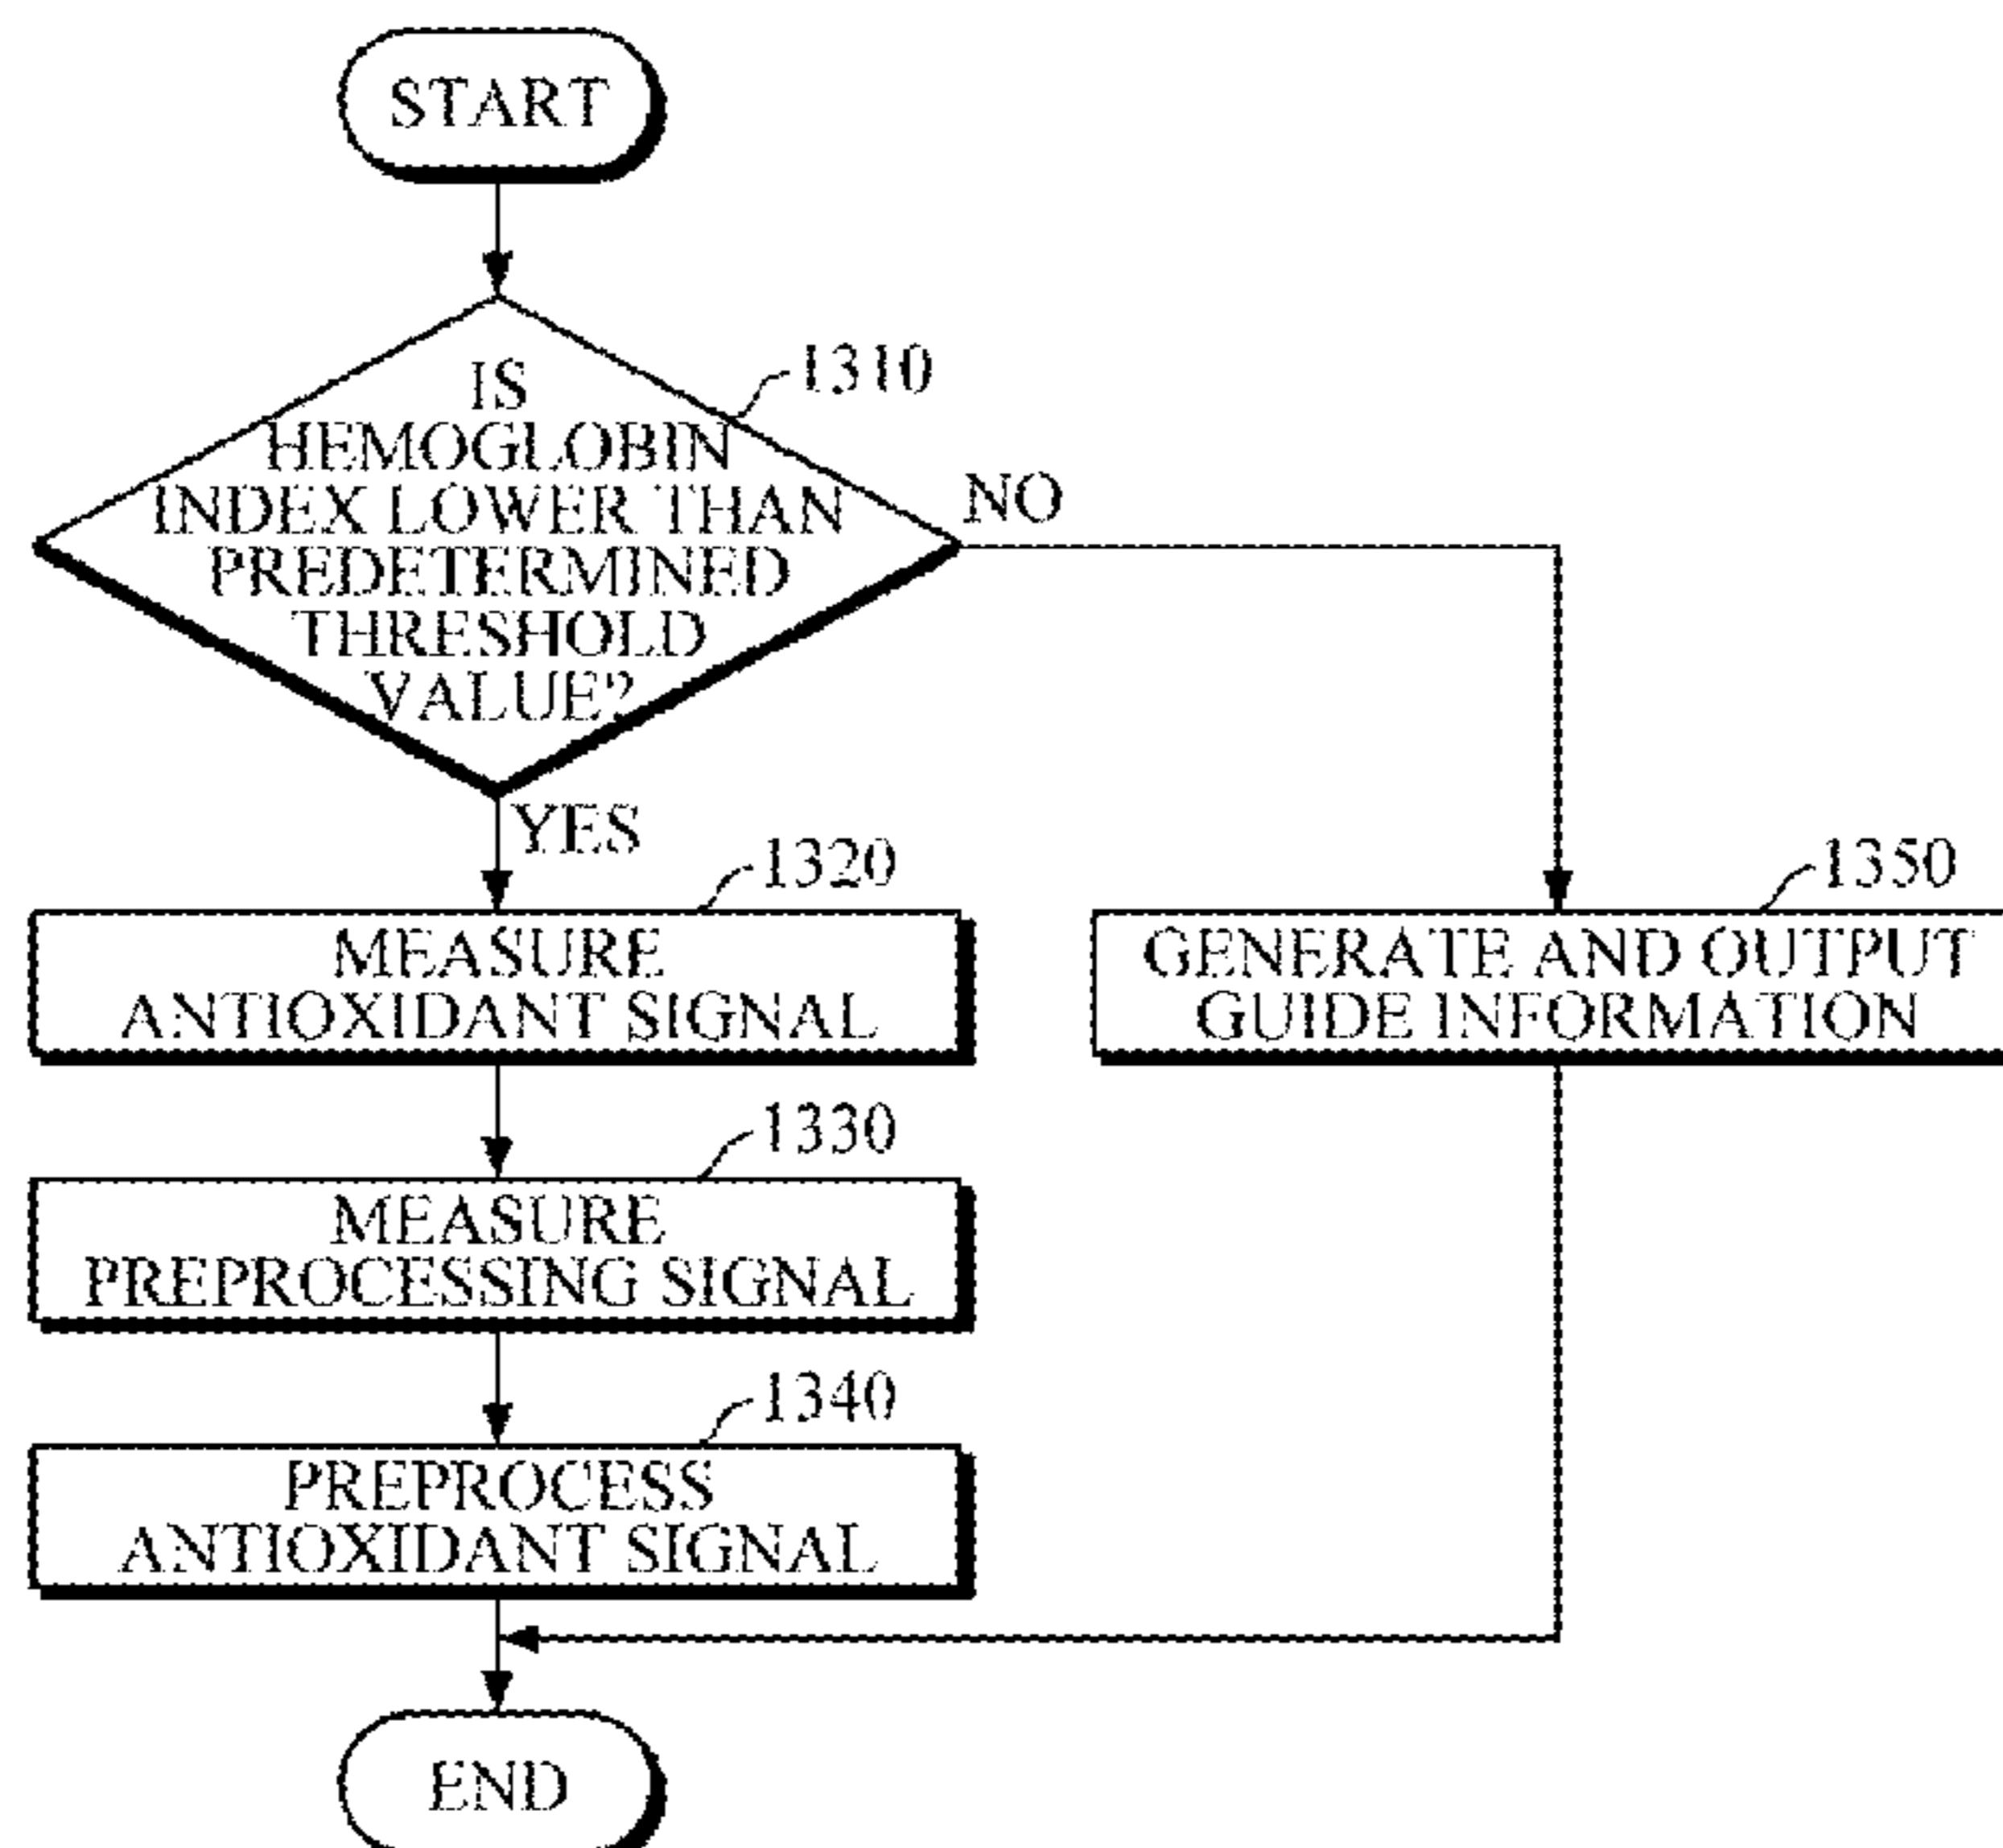 START
1310
IS
HEMOGLOBIN
INDEX LOWER THAN
PREDETERMINED
THRESHOLD
VALUE?
NO
YES
1320
MEASURE
ANTIOXIDANT SIGNAL
1350
GENERATE AND OUTPUT
GUIDE INFORMATION
1330
MEASURE
PREPROCESSING SIGNAL
1340
PREPROCESS
ANTIOXIDANT SIGNAL
END